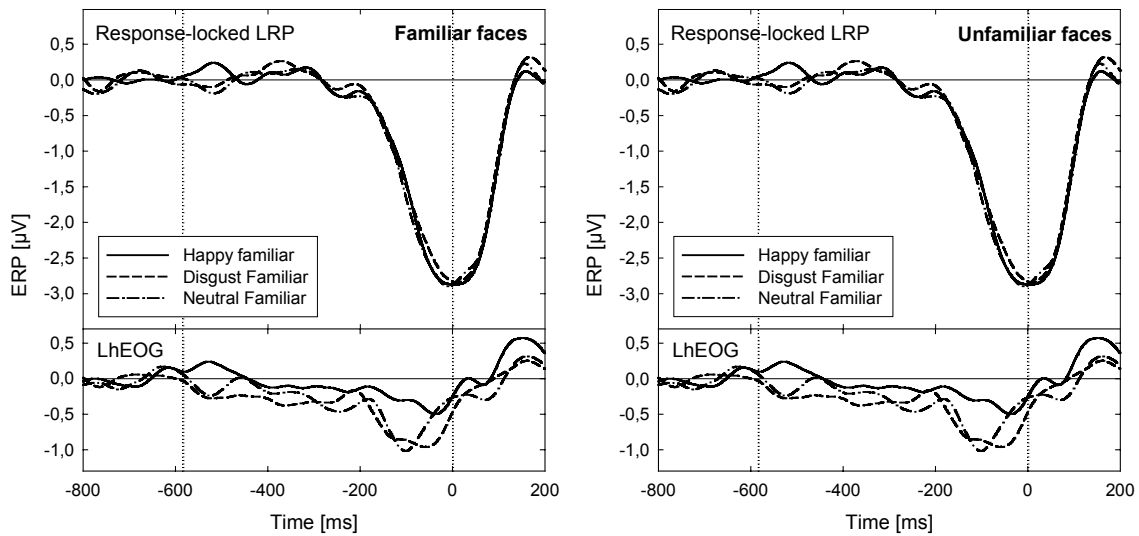 Response-locked LRP
Familiar faces
0,5
0,0
-0,5
-1,0
-1,5
-2,0
-2,5
-3,0
ERP [µV]
Happy familiar
Disgust Familiar
Neutral Familiar
LhEOG
0,5
0,0
-0,5
-1,0
-800 -600 -400 -200 0 200
Time [ms]
Response-locked LRP
Unfamiliar faces
0,5
0,0
-0,5
-1,0
-1,5
-2,0
-2,5
-3,0
ERP [µV]
Happy familiar
Disgust Familiar
Neutral Familiar
LhEOG
0,5
0,0
-0,5
-1,0
-800 -600 -400 -200 0 200
Time [ms]